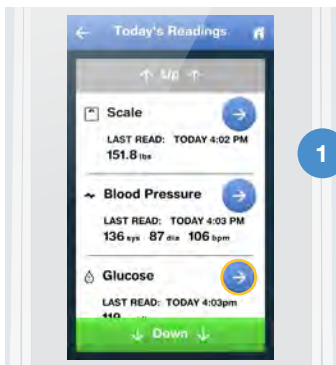 Today's Readings
↑ Up ↑
Scale
LAST READ: TODAY 4:02 PM
151.8 lbs
1
Blood Pressure
LAST READ: TODAY 4:03 PM
136 sys 87 dia 106 bpm
Glucose
LAST READ: TODAY 4:03pm
↓ Down ↓